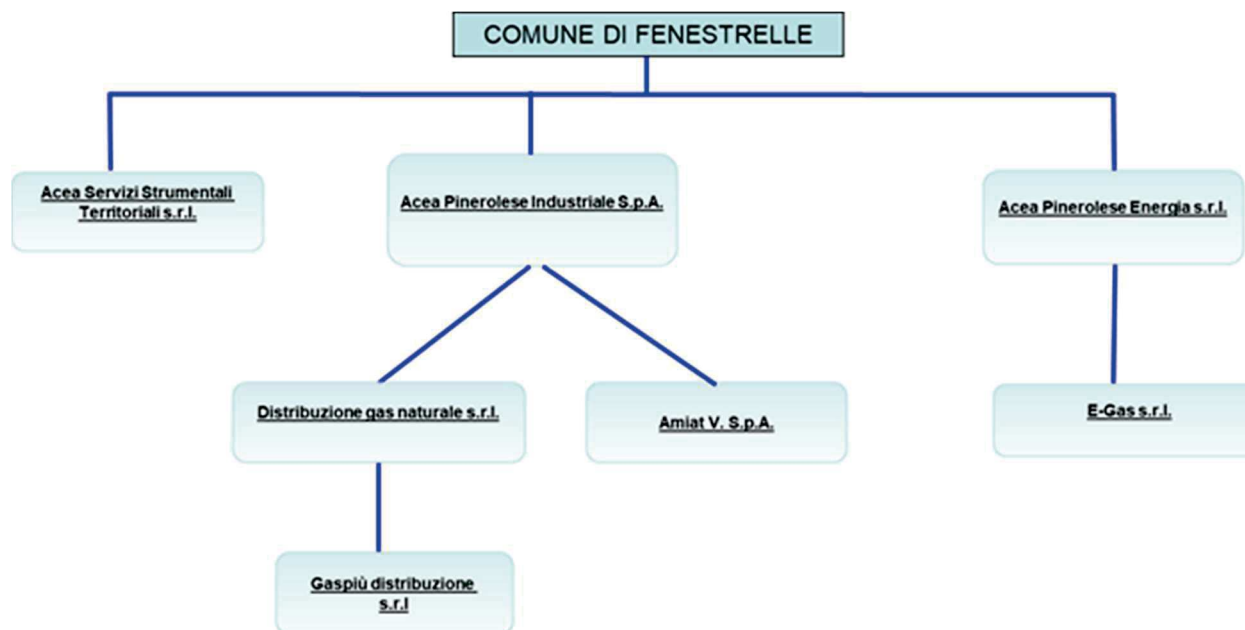 COMUNE DI FENESTRELLE
Acea Servizi Strumentali
Territoriali s.r.l.
Acea Pinerolese Industriale S.p.A.
Acea Pinerolese Energia s.r.l.
Distribuzione gas naturale s.r.l.
Amiat V. S.p.A.
E-Gas s.r.l.
Gaspiù distribuzione
s.r.l